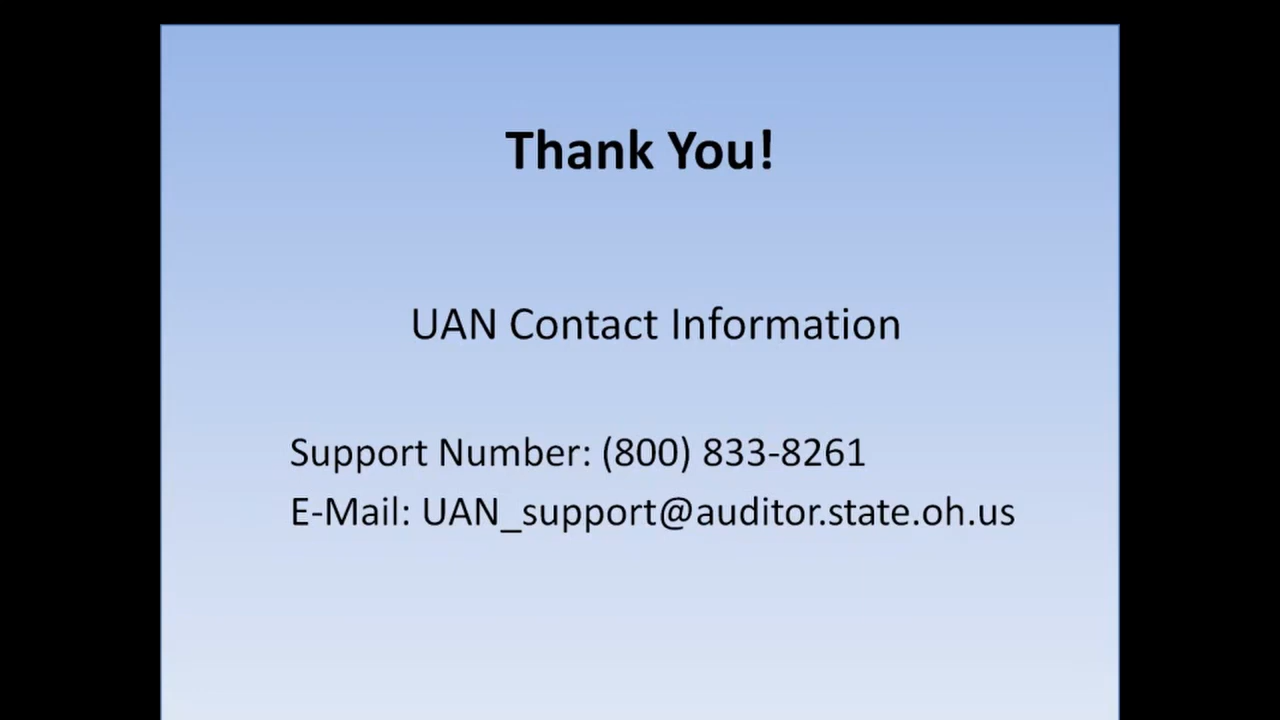 Thank You!
UAN Contact Information
Support Number: (800) 833-8261
E-Mail: UAN_support@auditor.state.oh.us